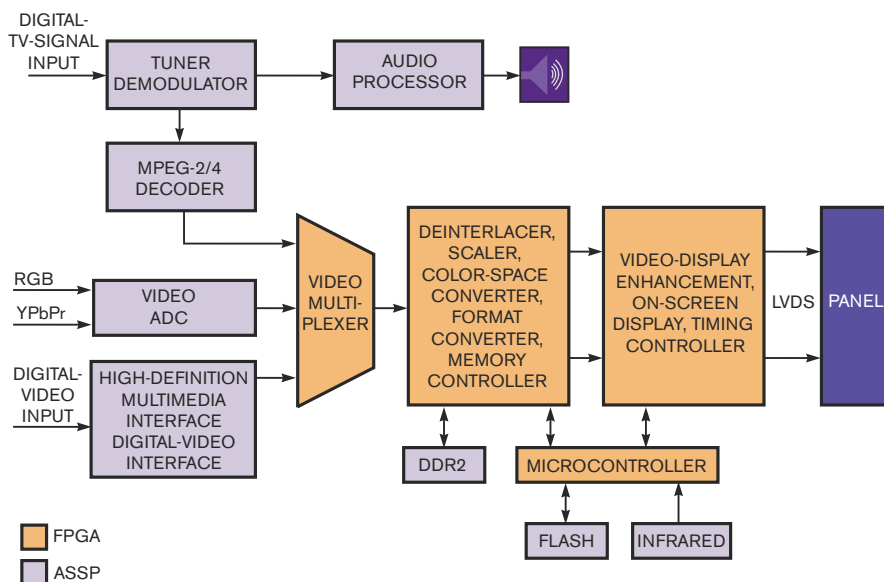 DIGITAL-
TV-SIGNAL
INPUT
TUNER
DEMODULATOR
AUDIO
PROCESSOR
MPEG-2/4
DECODER
RGB
YPbPr
VIDEO
ADC
DIGITAL-
VIDEO
INPUT
HIGH-DEFINITION
MULTIMEDIA
INTERFACE
DIGITAL-VIDEO
INTERFACE
VIDEO
MULTI-
PLEXER
DEINTERLACER,
SCALER,
COLOR-SPACE
CONVERTER,
FORMAT
CONVERTER,
MEMORY
CONTROLLER
VIDEO-DISPLAY
ENHANCEMENT,
ON-SCREEN
DISPLAY, TIMING
CONTROLLER
LVDS
PANEL
DDR2
MICROCONTROLLER
FLASH
INFRARED
FPGA
ASSP